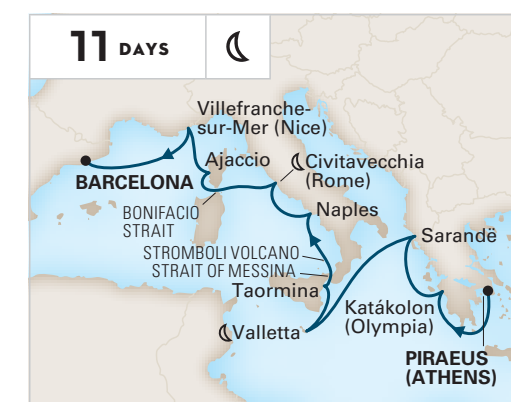 11 DAYS
Villefranche-
sur-Mer (Nice)
Ajaccio
Civitavecchia
(Rome)
BARCELONA
BONIFACIO
STRAIT
Naples
Sarandë
STROMBOLI VOLCANO
STRAIT OF MESSINA
Taormina
Katákolon
(Olympia)
Valletta
PIRAEUS
(ATHENS)